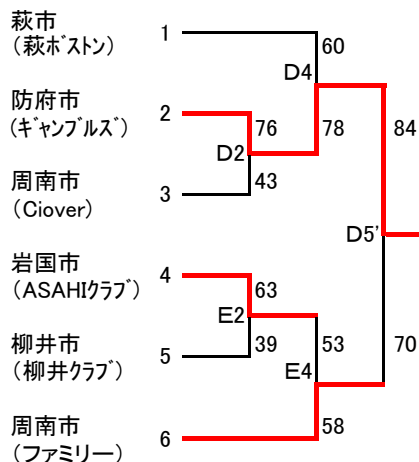 萩市
(萩ﾎﾞｽﾄﾝ)
1
60
D4
防府市
(ｷﾞｬﾝﾌﾞﾙｽﾞ)
2
76
78
84
D2
周南市
(Ciover)
3
43
D5'
岩国市
(ASAHIｸﾗﾌﾞ)
4
63
E2
柳井市
(柳井ｸﾗﾌﾞ)
5
39
53
70
E4
周南市
(ファミリー)
6
58